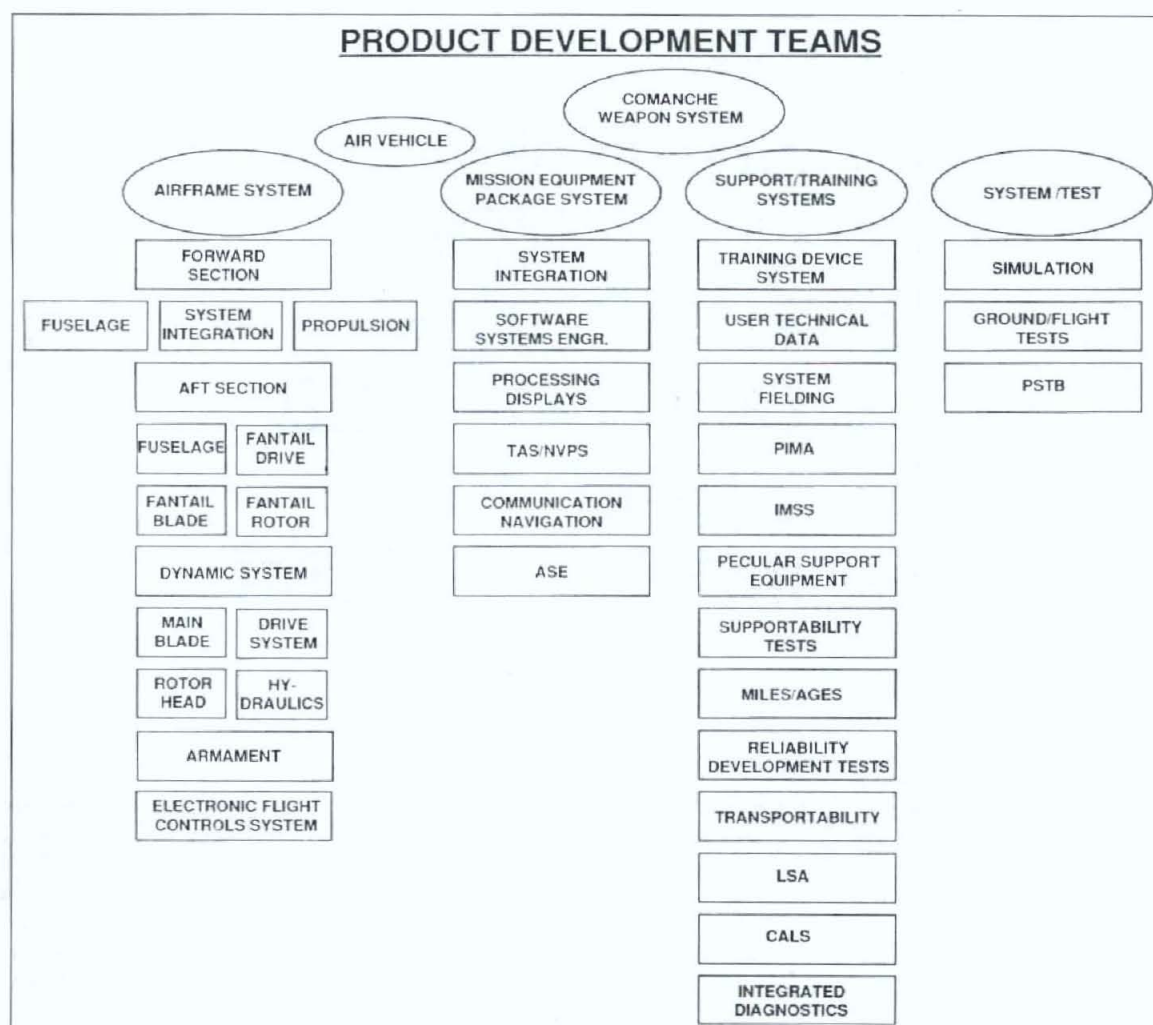 PRODUCT DEVELOPMENT TEAMS
COMANCHE
WEAPON SYSTEM
AIR VEHICLE
AIRFRAME SYSTEM
MISSION EQUIPMENT
PACKAGE SYSTEM
SUPPORT/TRAINING
SYSTEMS
SYSTEM /TEST
FORWARD
SECTION
FUSELAGE
SYSTEM
INTEGRATION
PROPULSION
AFT SECTION
FUSELAGE
FANTAIL
DRIVE
FANTAIL
BLADE
FANTAIL
ROTOR
DYNAMIC SYSTEM
MAIN
BLADE
DRIVE
SYSTEM
ROTOR
HEAD
HY-
DRAULICS
ARMAMENT
ELECTRONIC FLIGHT
CONTROLS SYSTEM
SYSTEM
INTEGRATION
SOFTWARE
SYSTEMS ENGR.
PROCESSING
DISPLAYS
TAS/NVPS
COMMUNICATION
NAVIGATION
ASE
TRAINING DEVICE
SYSTEM
USER TECHNICAL
DATA
SYSTEM
FIELDING
PIMA
IMSS
PECULAR SUPPORT
EQUIPMENT
SUPPORTABILITY
TESTS
MILES/AGES
RELIABILITY
DEVELOPMENT TESTS
TRANSPORTABILITY
LSA
CALS
INTEGRATED
DIAGNOSTICS
SIMULATION
GROUND/FLIGHT
TESTS
PSTB